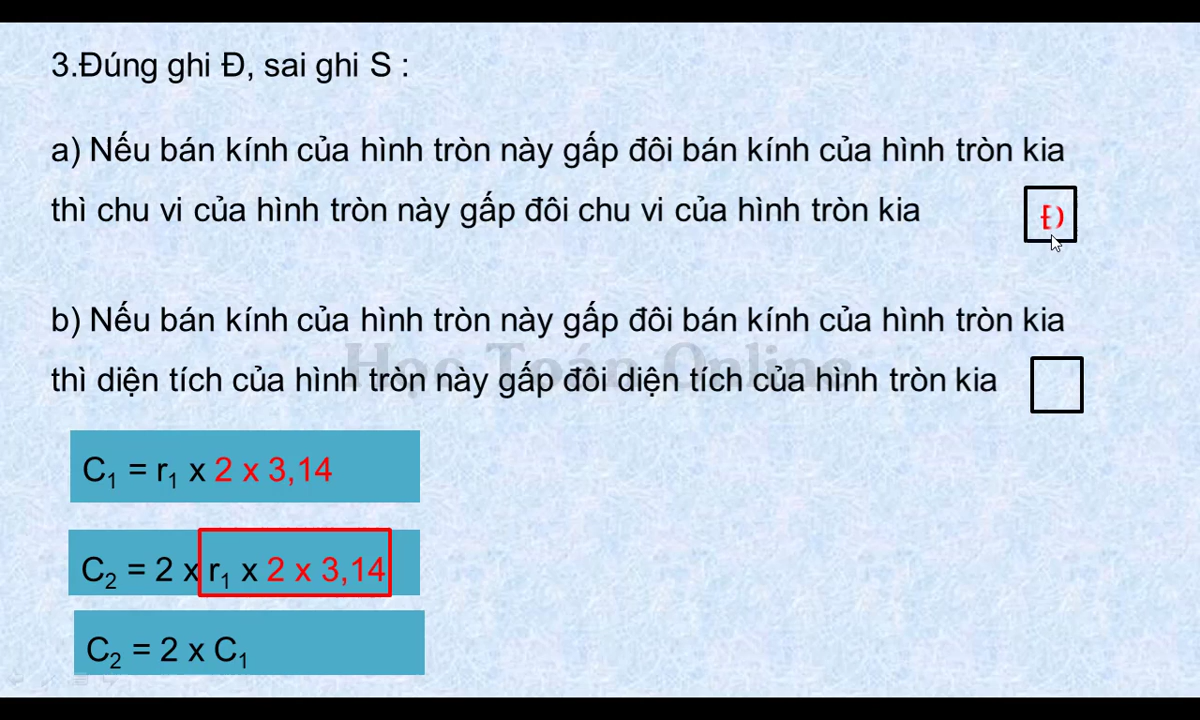 3.Đúng ghi Đ, sai ghi S :
a) Nếu bán kính của hình tròn này gấp đôi bán kính của hình tròn kia
thì chu vi của hình tròn này gấp đôi chu vi của hình tròn kia
Đ
b) Nếu bán kính của hình tròn này gấp đôi bán kính của hình tròn kia
Học Toán Online
thì diện tích của hình tròn này gấp đôi diện tích của hình tròn kia
C₁ = r₁ x 2 x 3,14
C₂ = 2 x r₁ x 2 x 3,14
C₂ = 2 x C₁